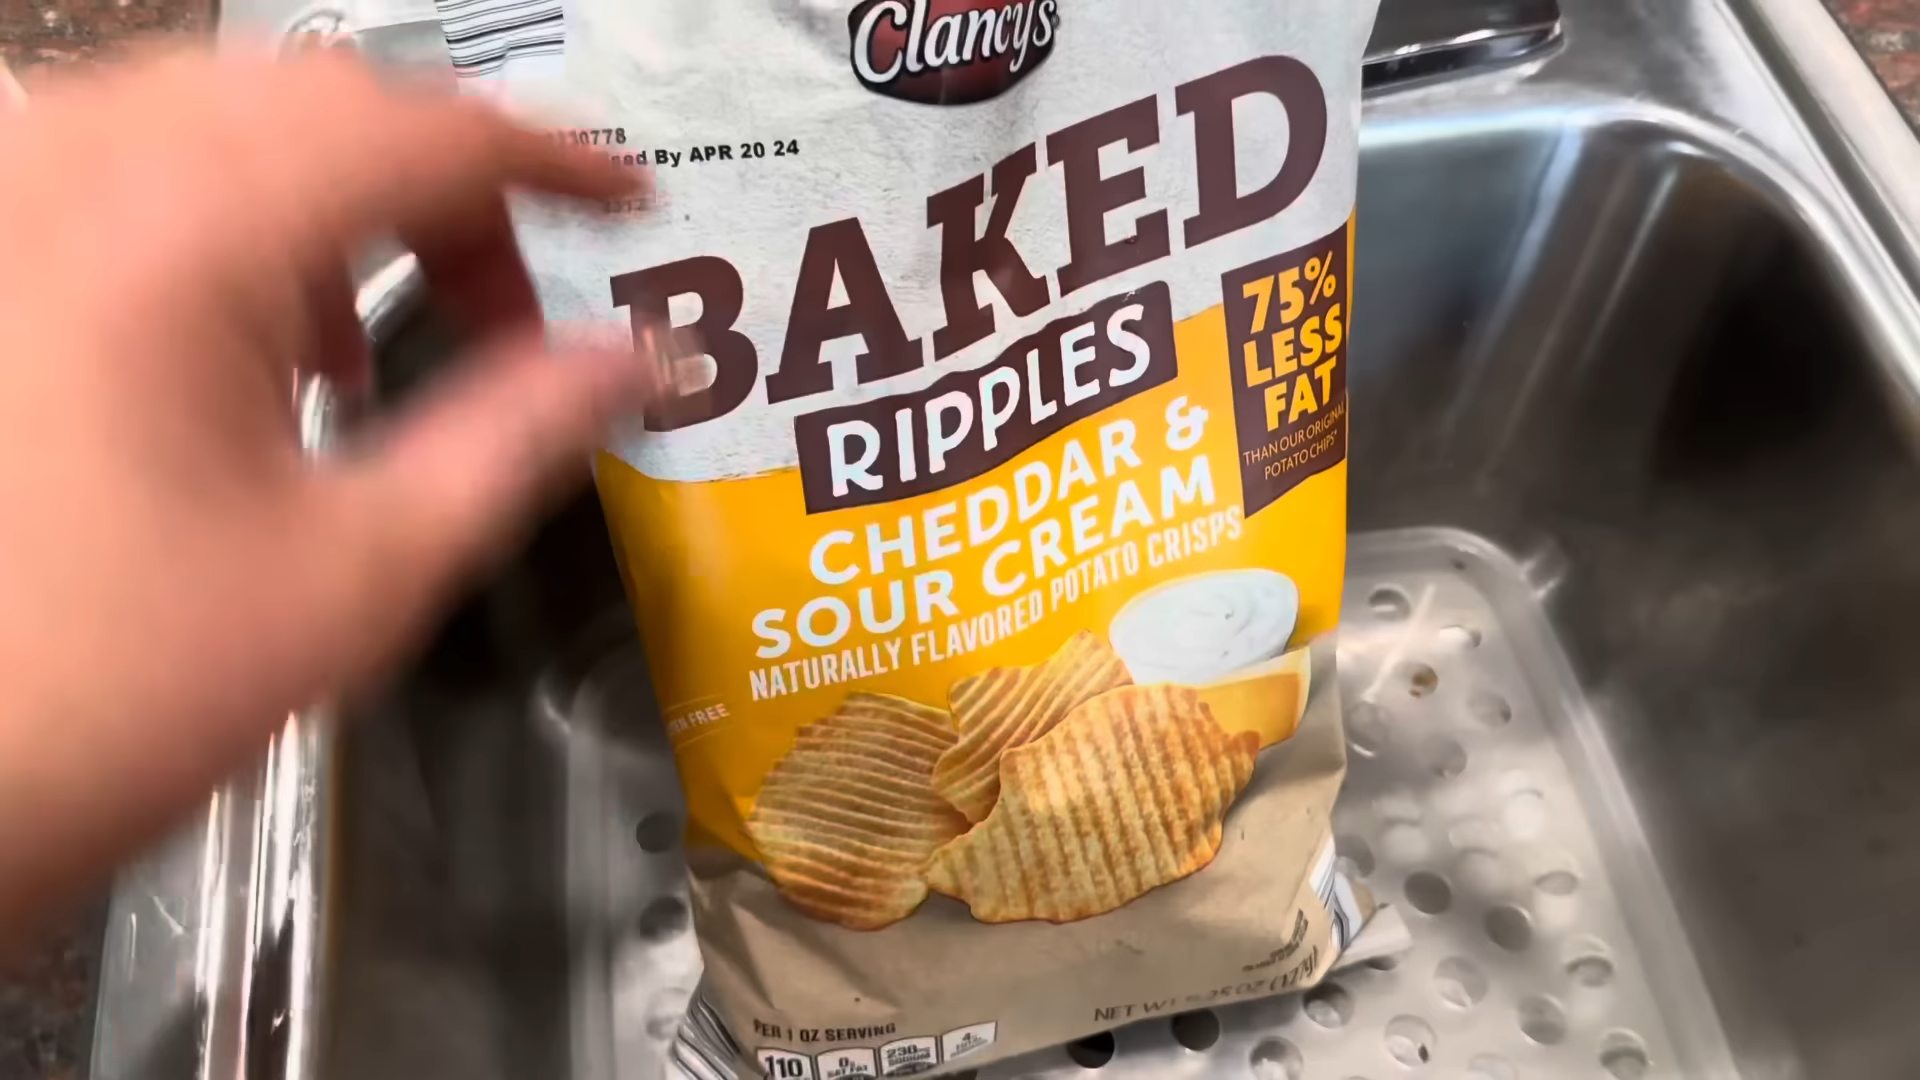 Clancy's
By APR 20 24
BAKED
RIPPLES
75%
LESS
FAT
THAN OUR ORIGINAL
POTATO CHIPS*
CHEDDAR &
SOUR CREAM
NATURALLY FLAVORED POTATO CRISPS
FREE
NET WT
PER 1 OZ SERVING
110